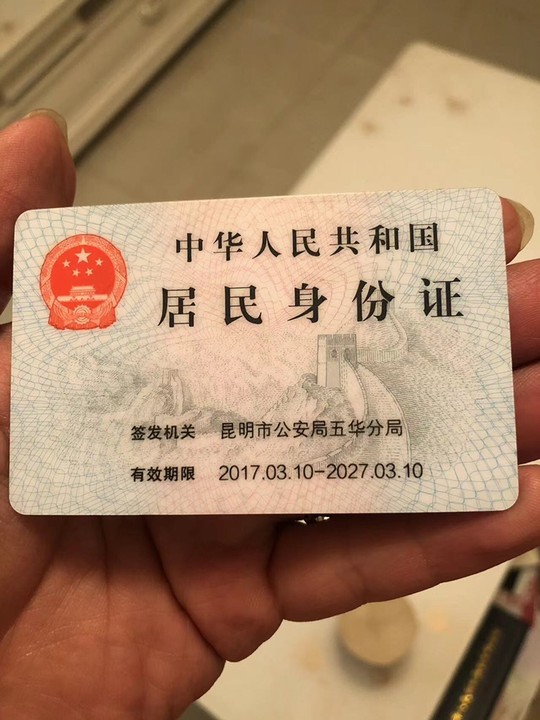 中华人民共和国
居民身份证
签发机关 昆明市公安局五华分局
有效期限 2017.03.10-2027.03.10